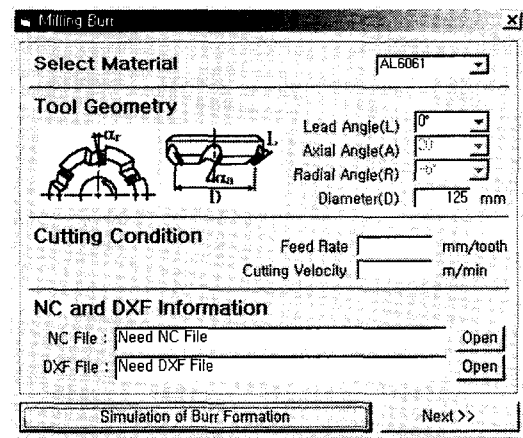 Milling Burr
Select Material AL6061
Tool Geometry
αr
L
αa
D
Lead Angle(L) 0°
Axial Angle(A)
Radial Angle(R)
Diameter(D) 125 mm
Cutting Condition
Feed Rate mm/tooth
Cutting Velocity m/min
NC and DXF Information
NC File : Need NC File Open
DXF File : Need DXF File Open
Simulation of Burr Formation Next >>